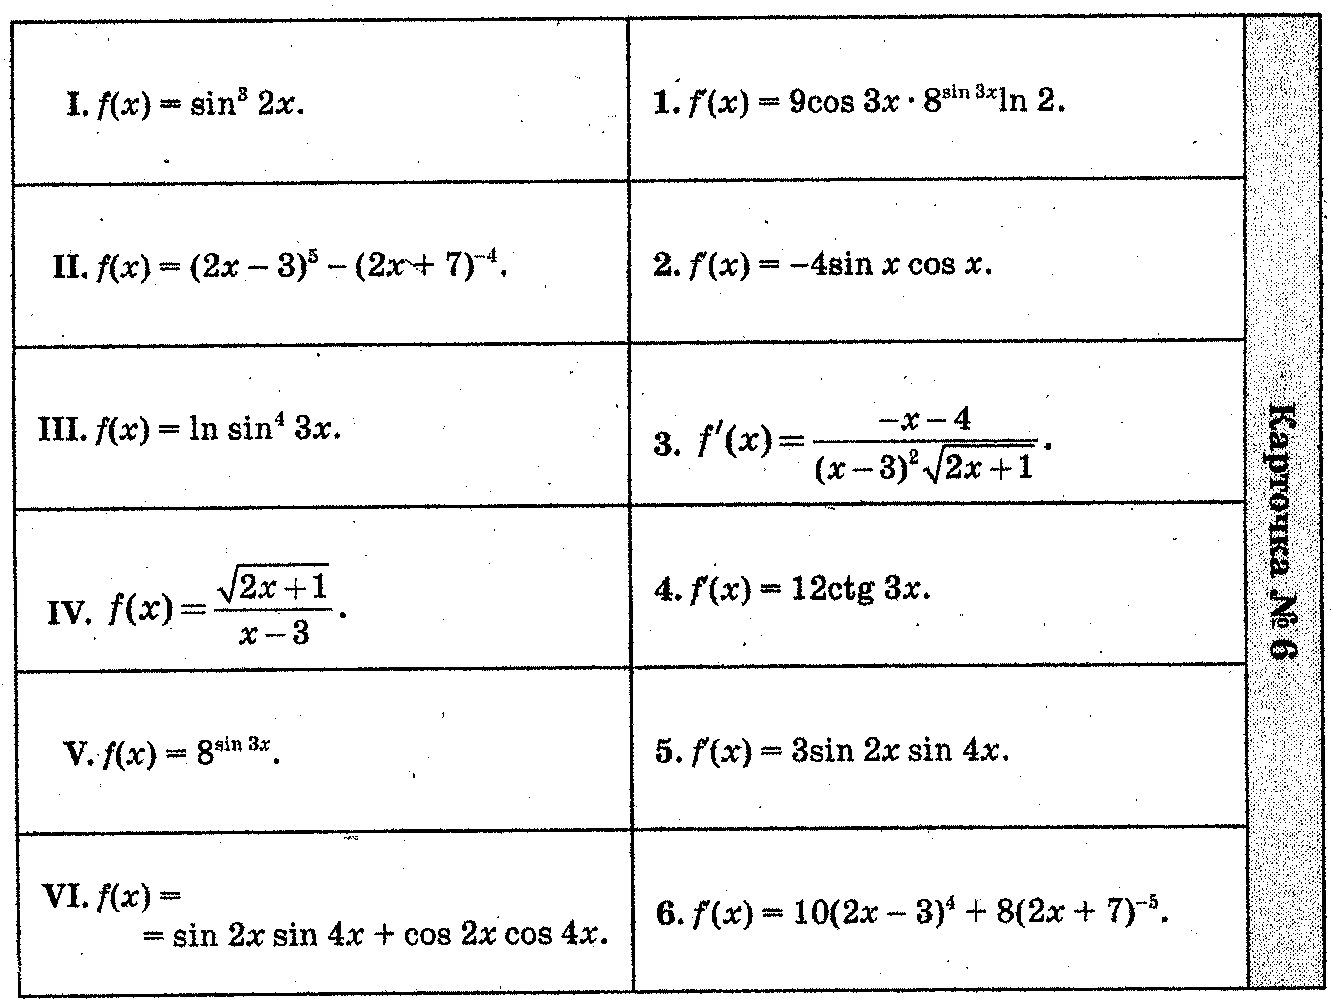 I. f(x) = sin³ 2x.
1. f′(x) = 9cos 3x · 8^(sin 3x) ln 2.
II. f(x) = (2x – 3)⁵ – (2x + 7)⁻⁴.
2. f′(x) = –4sin x cos x.
III. f(x) = ln sin⁴ 3x.
3. f′(x) = (–x – 4)/((x – 3)²√(2x + 1)).
IV. f(x) = √(2x + 1)/(x – 3).
4. f′(x) = 12ctg 3x.
V. f(x) = 8^(sin 3x).
5. f′(x) = 3sin 2x sin 4x.
VI. f(x) =
= sin 2x sin 4x + cos 2x cos 4x.
6. f′(x) = 10(2x – 3)⁴ + 8(2x + 7)⁻⁵.
Карточка № 6